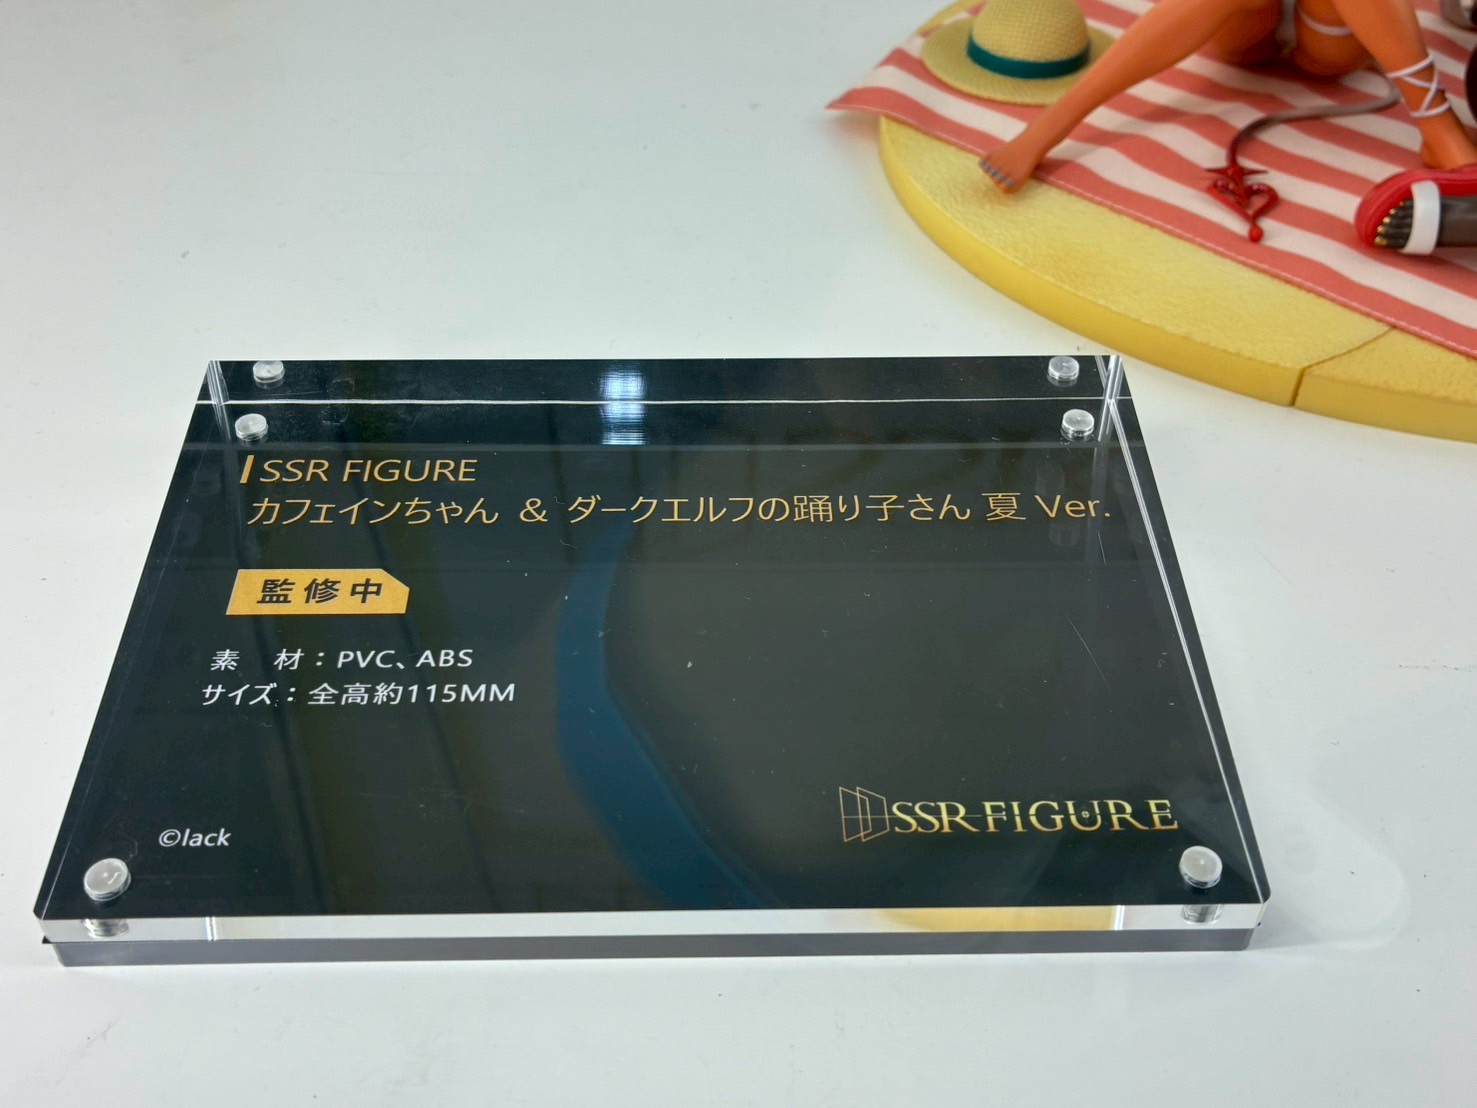 SSR FIGURE
カフェインちゃん & ダークエルフの踊り子さん 夏 Ver.
監修中
素　材：PVC、ABS
サイズ：全高約115MM
©lack
SSR-FIGURE